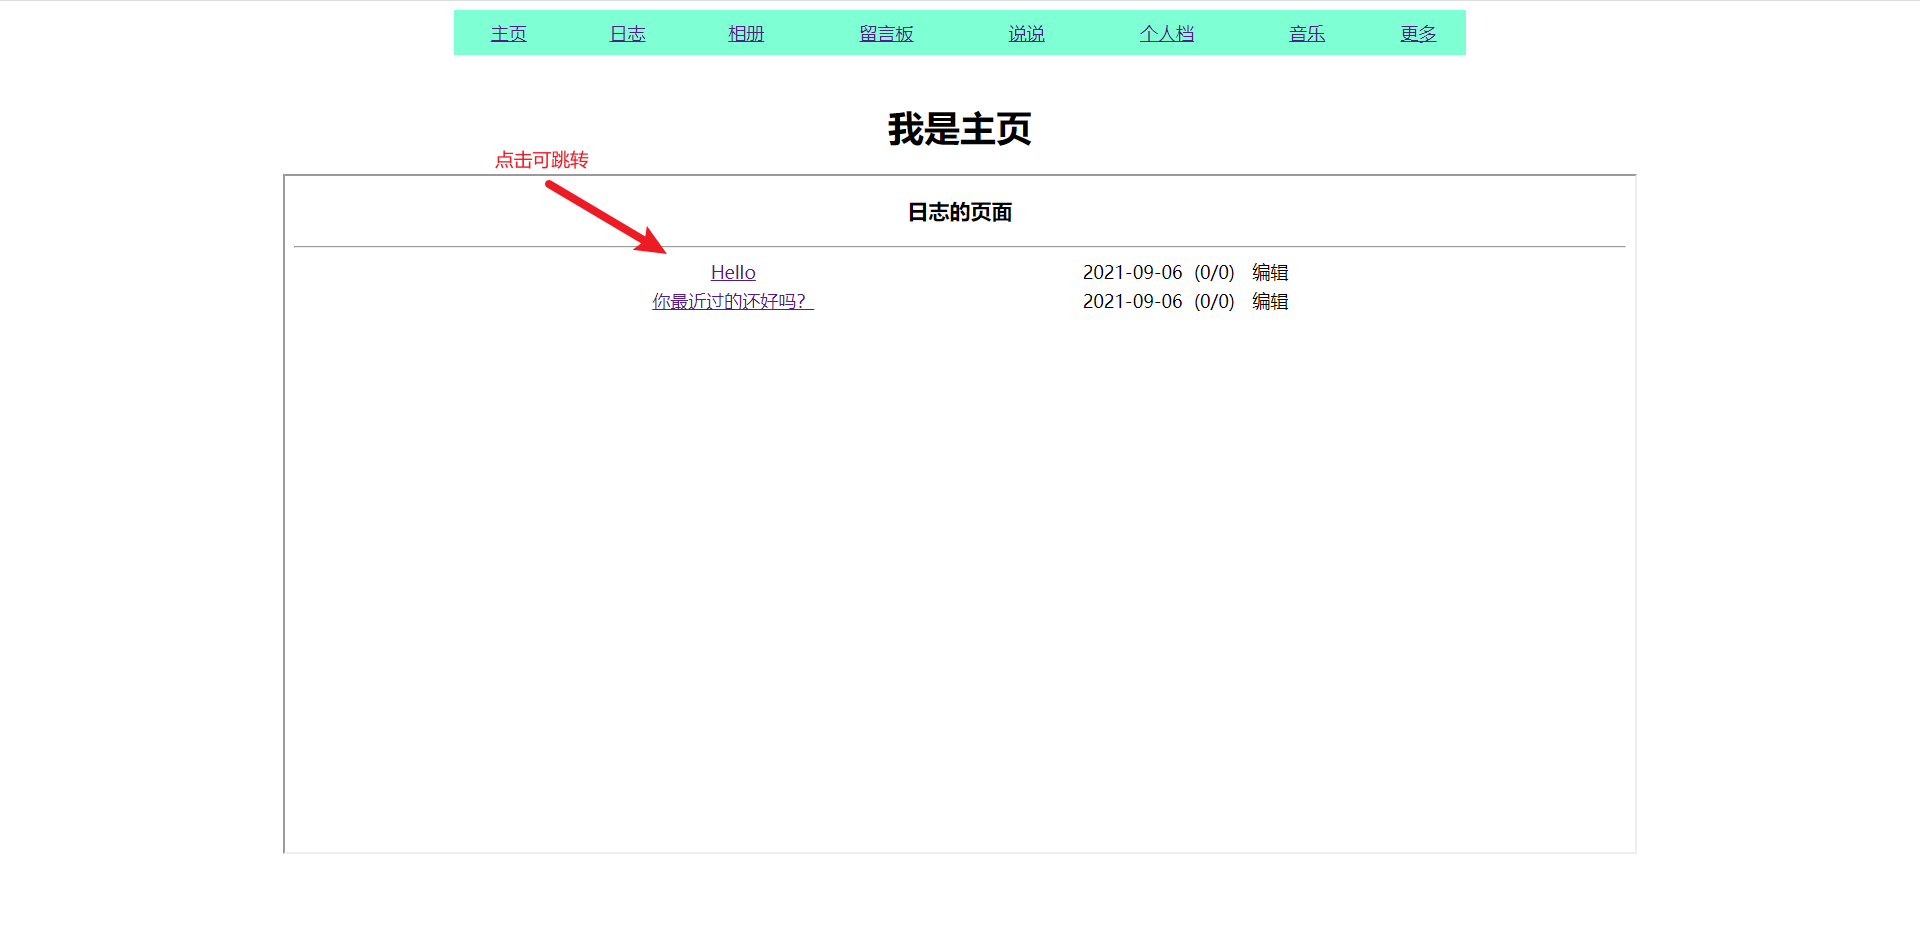 主页 日志 相册 留言板 说说 个人档 音乐 更多
我是主页
点击可跳转
日志的页面
Hello 2021-09-06 (0/0) 编辑
你最近过的还好吗？ 2021-09-06 (0/0) 编辑